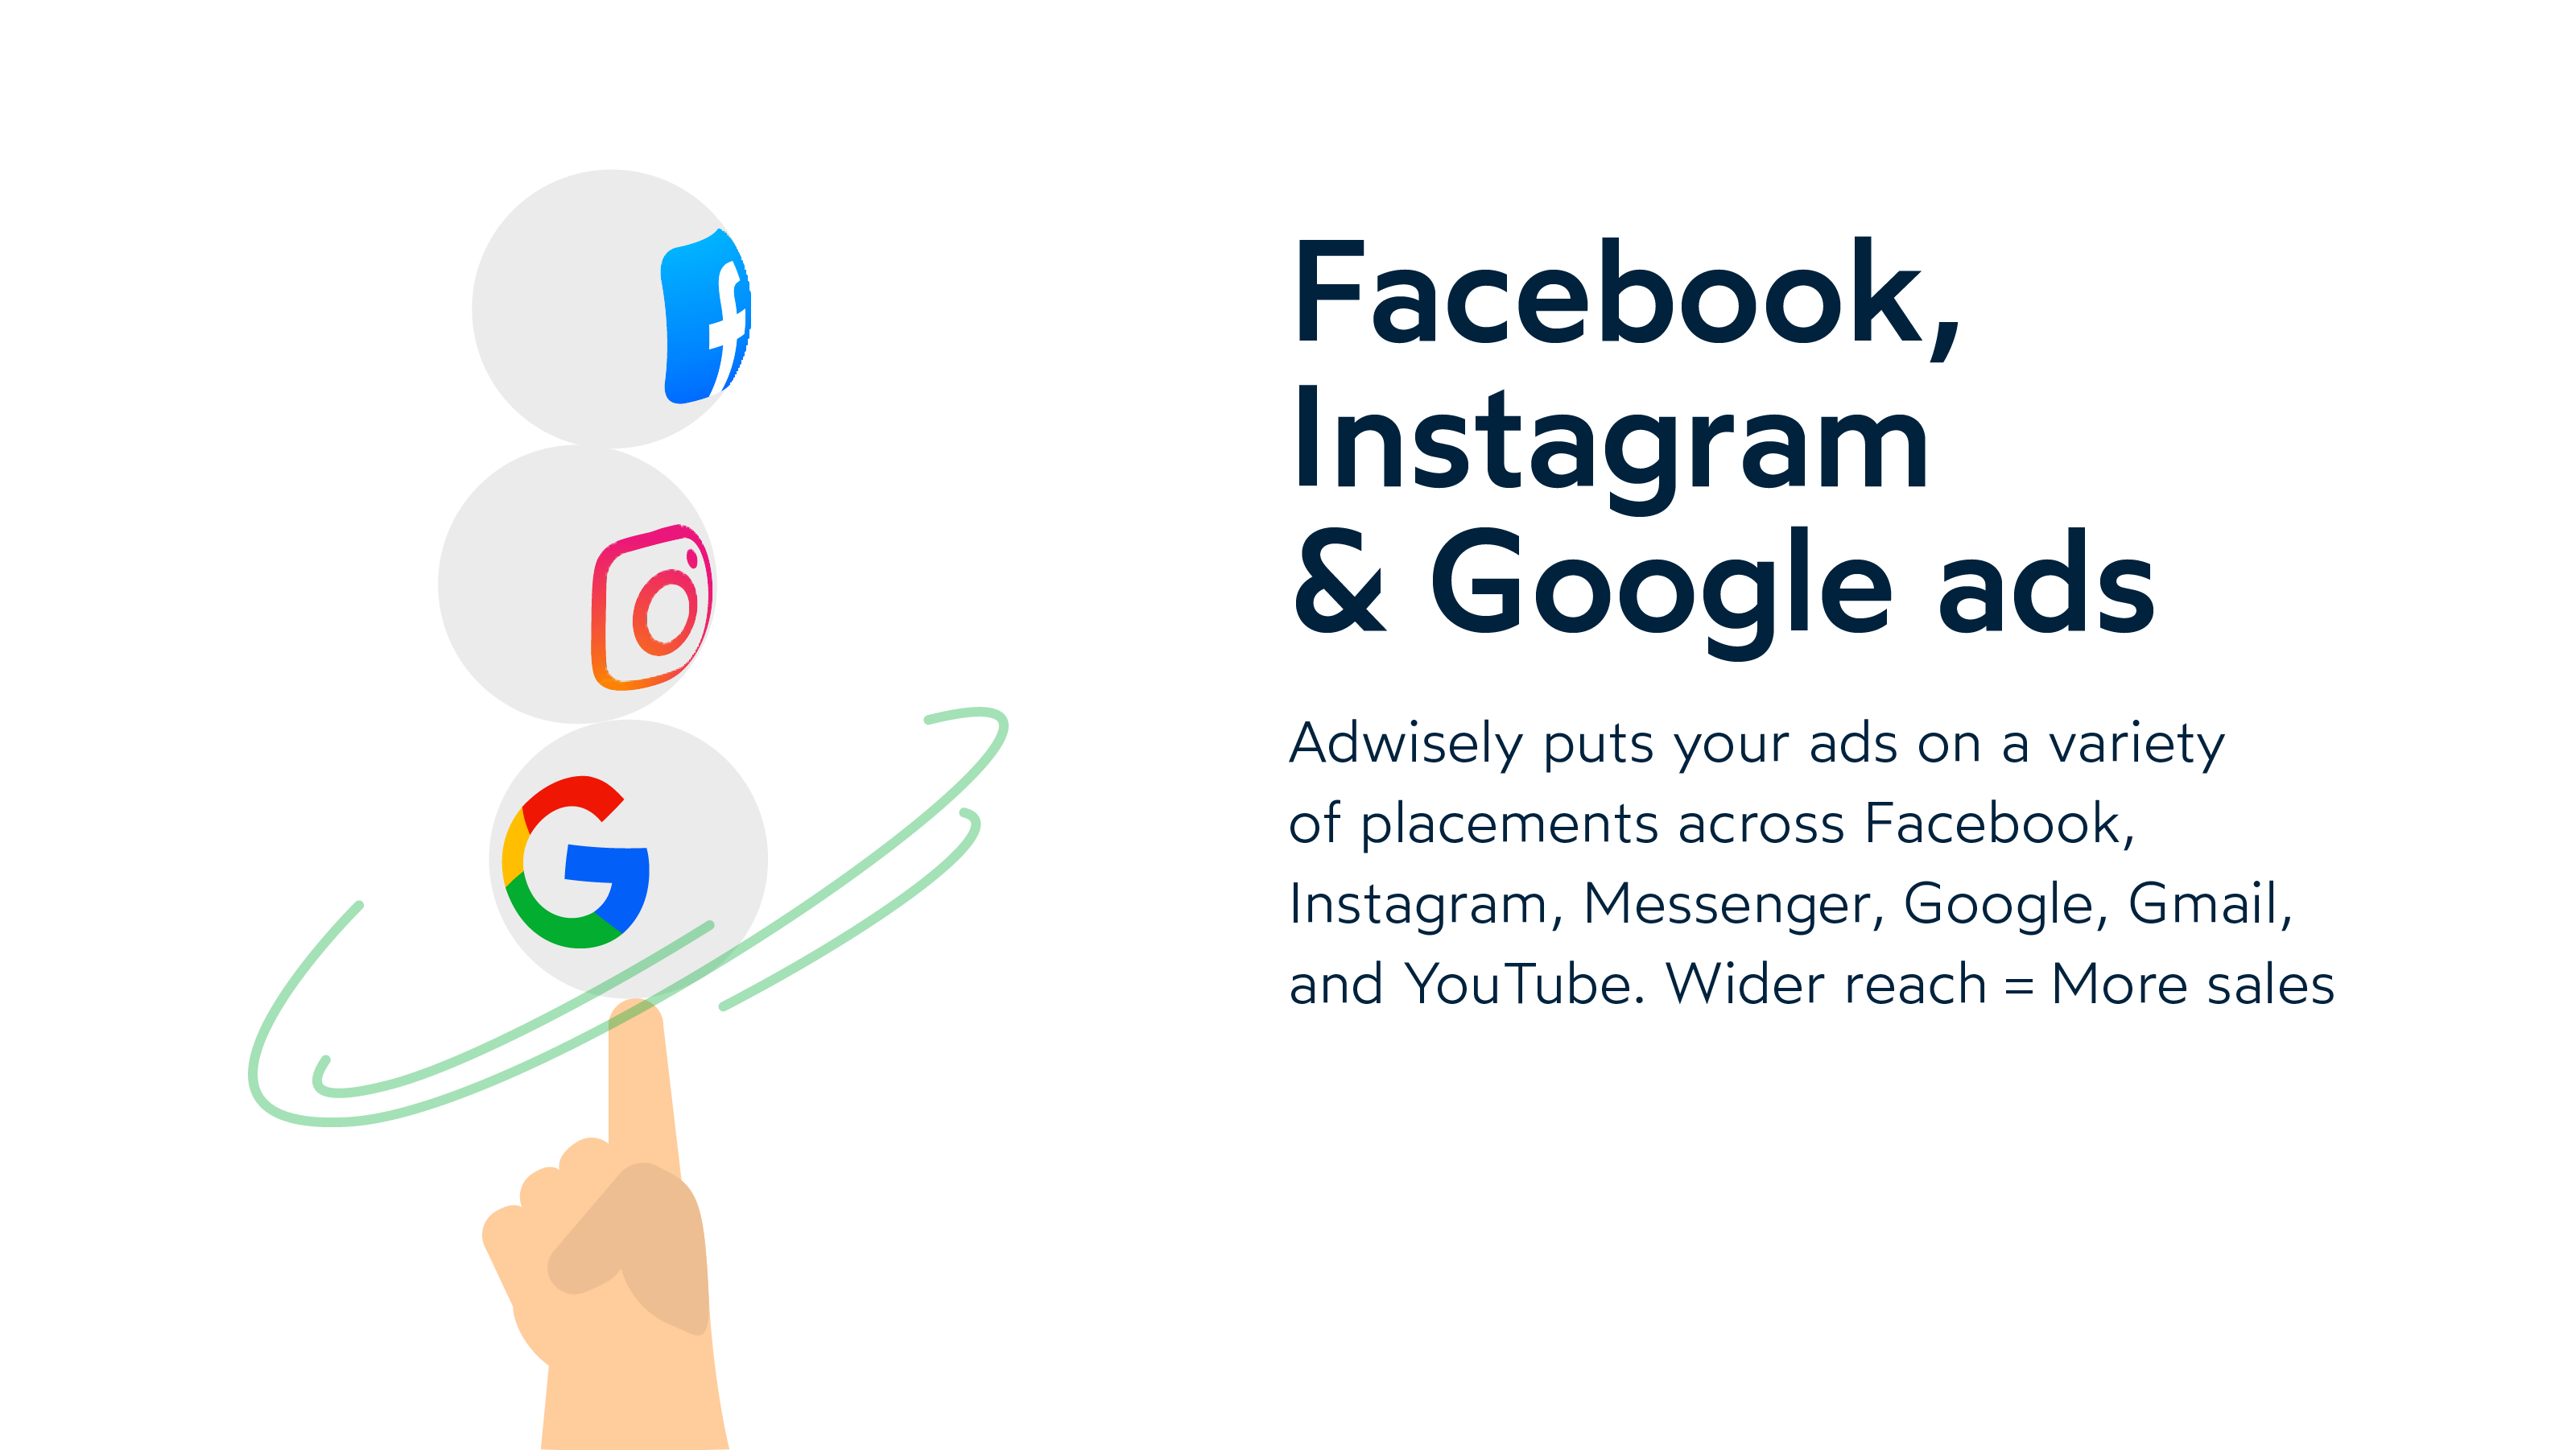 Facebook,
Instagram
& Google ads
Adwisely puts your ads on a variety
of placements across Facebook,
Instagram, Messenger, Google, Gmail,
and YouTube. Wider reach = More sales